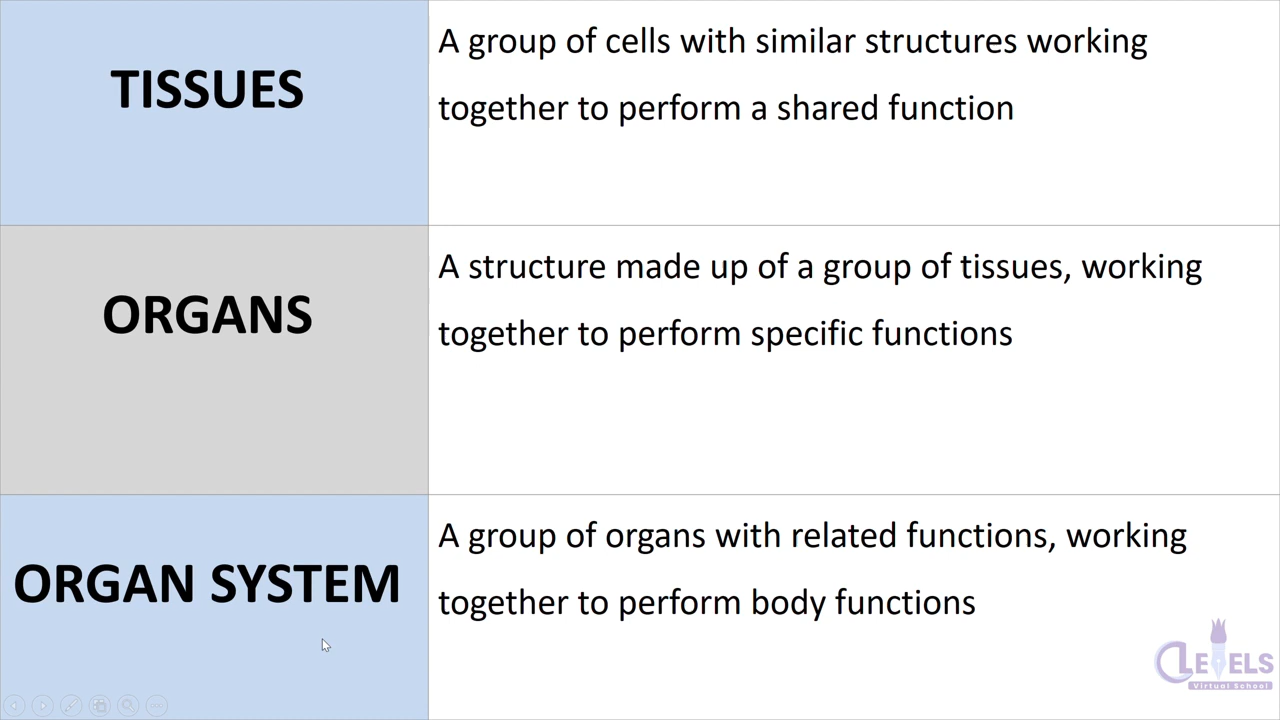 TISSUES
A group of cells with similar structures working
together to perform a shared function
ORGANS
A structure made up of a group of tissues, working
together to perform specific functions
ORGAN SYSTEM
A group of organs with related functions, working
together to perform body functions
OLEVELS
Virtual School